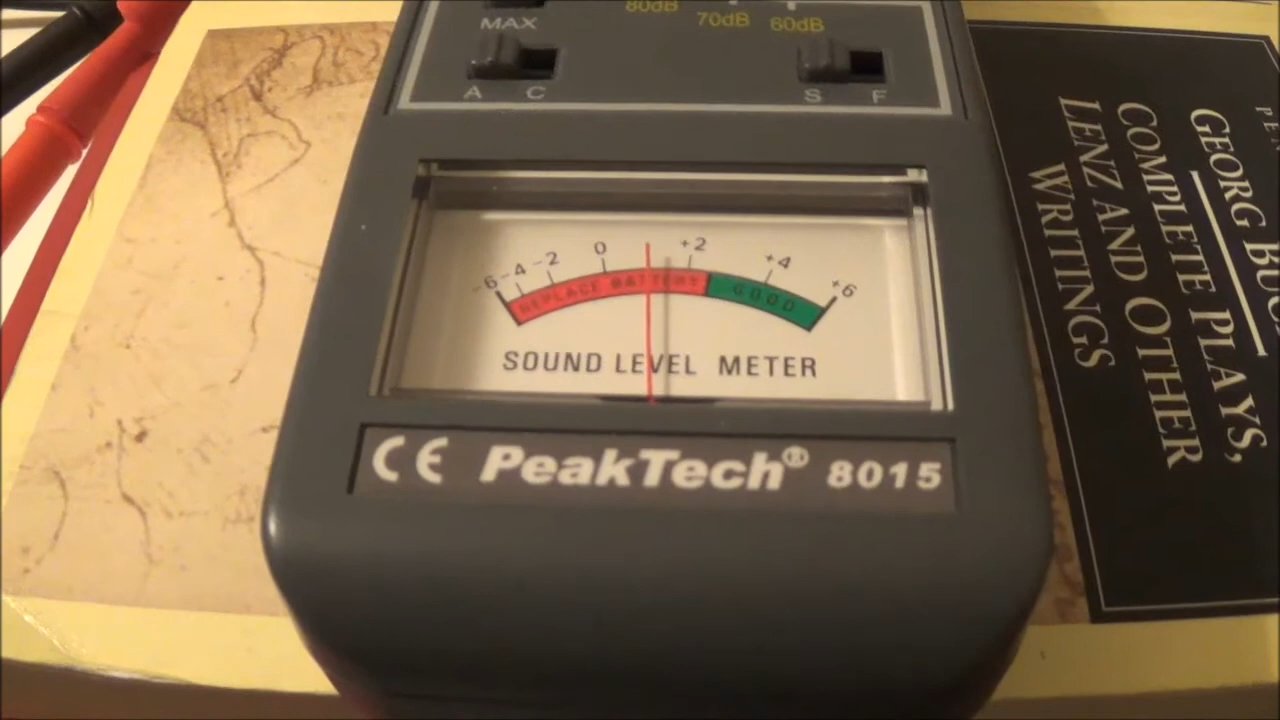 80dB
70dB 60dB
MAX
A C
S F
-6 -4 -2 0 +2 +4 +6
REPLACE BATTERY GOOD
SOUND LEVEL METER
CE PeakTech® 8015
GEORG
COMPLETE PLAYS,
LENZ AND OTHER
WRITINGS